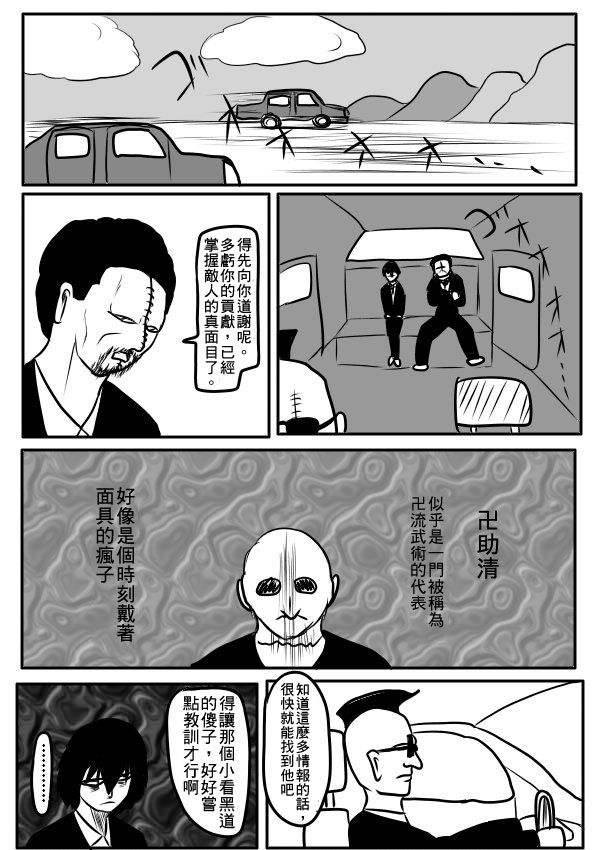 ゴオ
ゴオ
得先向你道謝呢。
多虧你的貢獻，已經
掌握敵人的真面目了。
卍助清
似乎是一門被稱為
卍流武術的代表
好像是個時刻戴著
面具的瘋子
知道這麼多情報的話，
很快就能找到他吧
得讓那個小看黑道
的傻子，好好嘗
點教訓才行啊
………